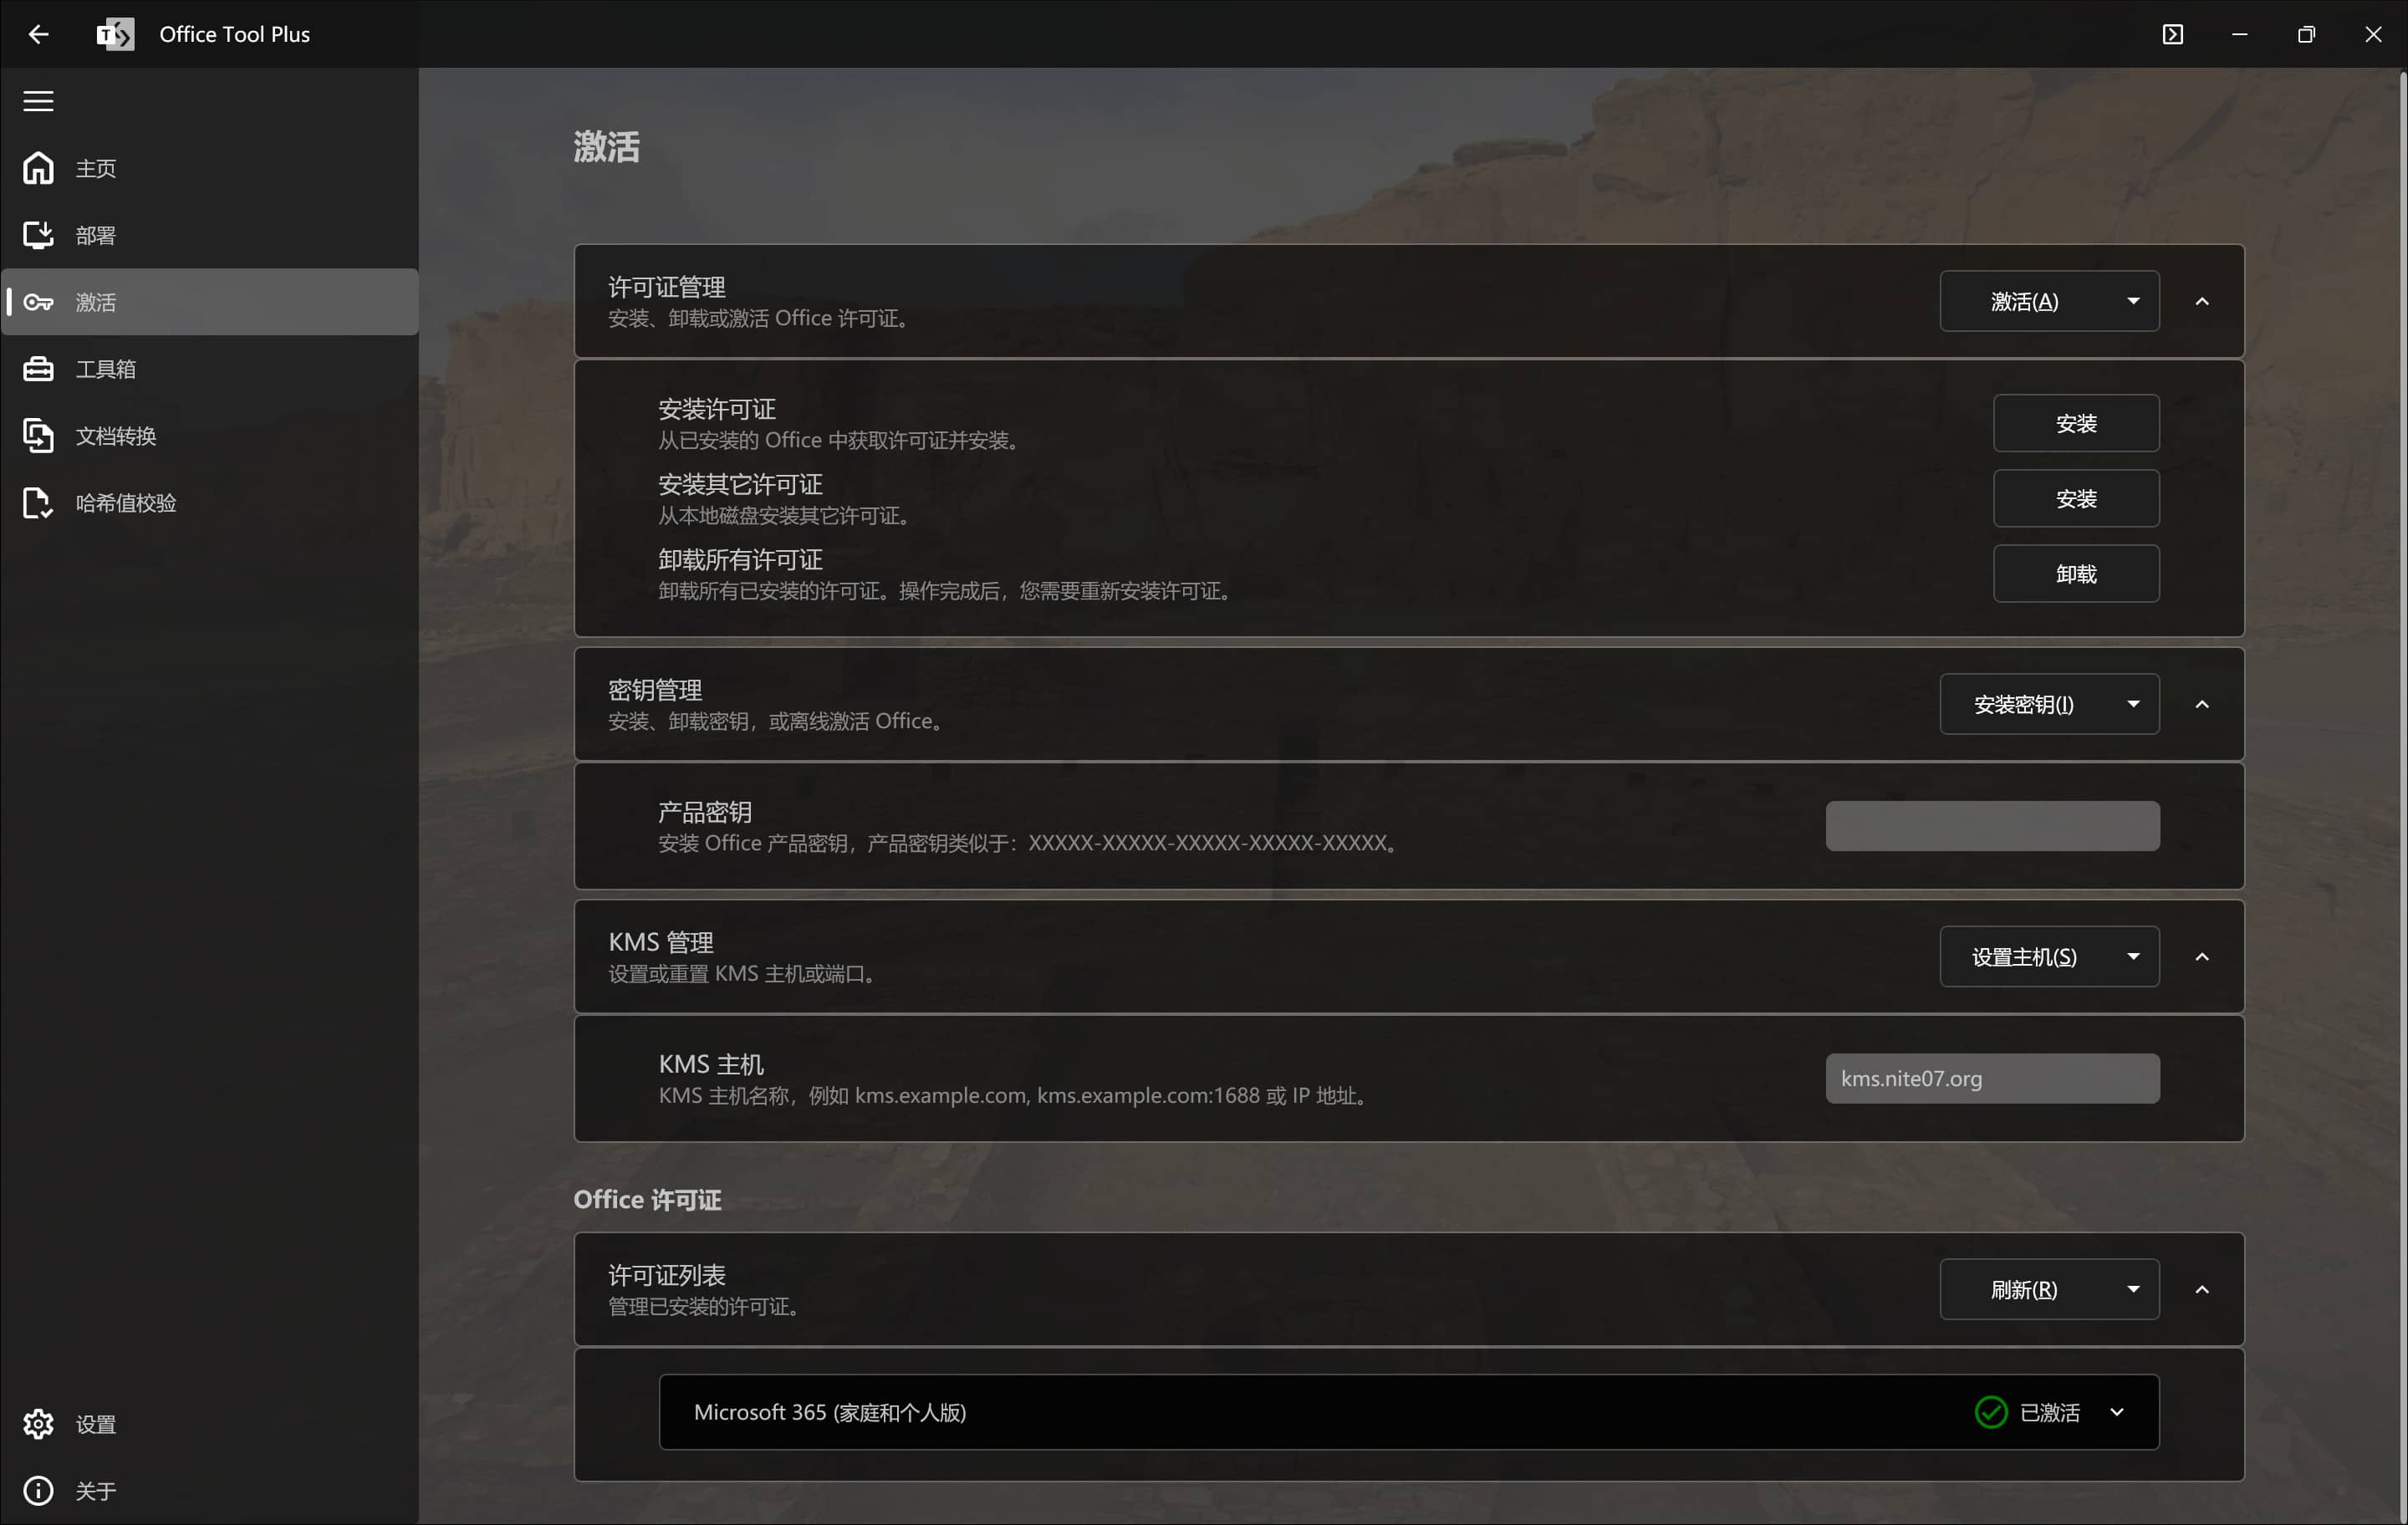 Office Tool Plus
主页
部署
激活
工具箱
文档转换
哈希值校验
设置
关于
激活
许可证管理
安装、卸载或激活 Office 许可证。
激活(A)
安装许可证
从已安装的 Office 中获取许可证并安装。
安装
安装其它许可证
从本地磁盘安装其它许可证。
安装
卸载所有许可证
卸载所有已安装的许可证。操作完成后，您需要重新安装许可证。
卸载
密钥管理
安装、卸载密钥，或离线激活 Office。
安装密钥(I)
产品密钥
安装 Office 产品密钥，产品密钥类似于：XXXXX-XXXXX-XXXXX-XXXXX-XXXXX。
KMS 管理
设置或重置 KMS 主机或端口。
设置主机(S)
KMS 主机
KMS 主机名称，例如 kms.example.com, kms.example.com:1688 或 IP 地址。
kms.nite07.org
Office 许可证
许可证列表
管理已安装的许可证。
刷新(R)
Microsoft 365 (家庭和个人版)
已激活